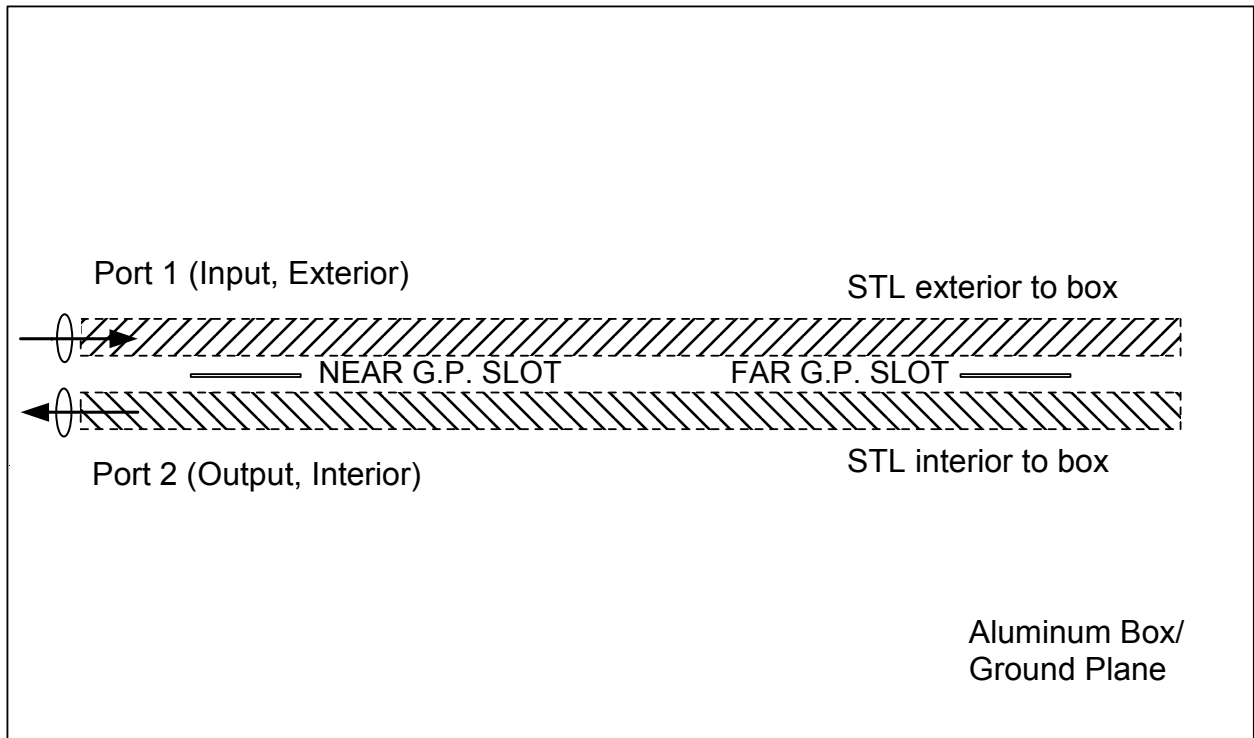 Port 1 (Input, Exterior)
STL exterior to box
NEAR G.P. SLOT
FAR G.P. SLOT
Port 2 (Output, Interior)
STL interior to box
Aluminum Box/
Ground Plane